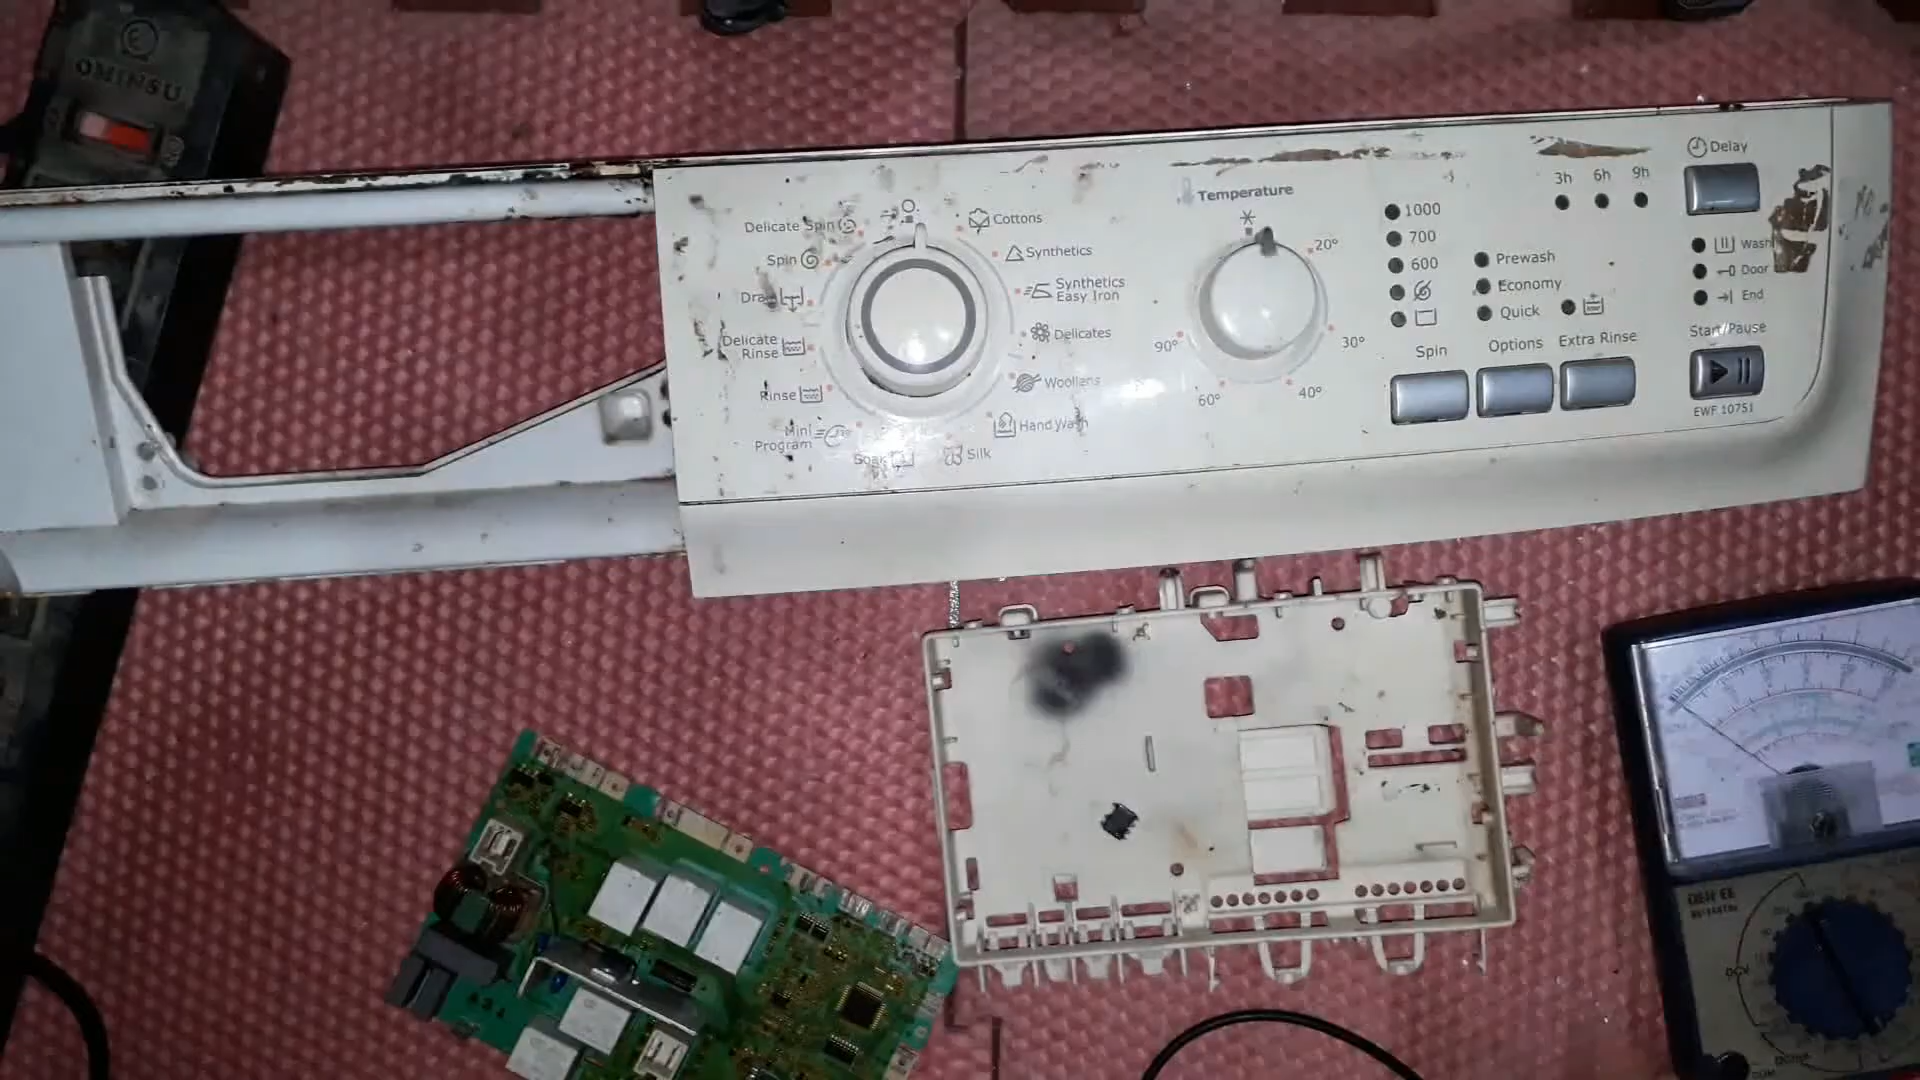 OMINSU
Delay
3h 6h 9h
Temperature
Delicate Spin
Cottons
1000
20°
Synthetics
700
Wash
Spin
600
Prewash
Door
Synthetics
Easy Iron
Economy
End
Quick
Delicates
Start/Pause
Delicate
Rinse
90°
30°
Spin
Options
Extra Rinse
Woollens
Rinse
60°
40°
EWF 10751
Hand Wash
Mini
Program
Soak
Silk
DCV